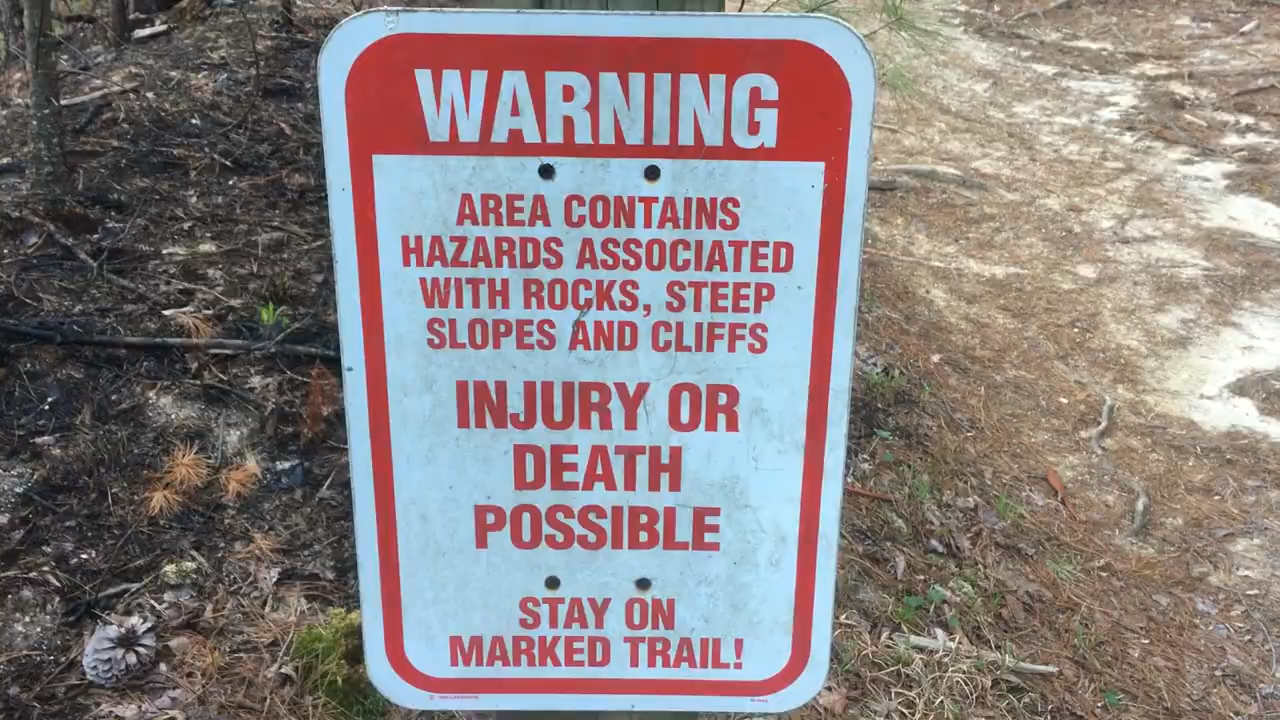 WARNING
AREA CONTAINS
HAZARDS ASSOCIATED
WITH ROCKS, STEEP
SLOPES AND CLIFFS
INJURY OR
DEATH
POSSIBLE
STAY ON
MARKED TRAIL!